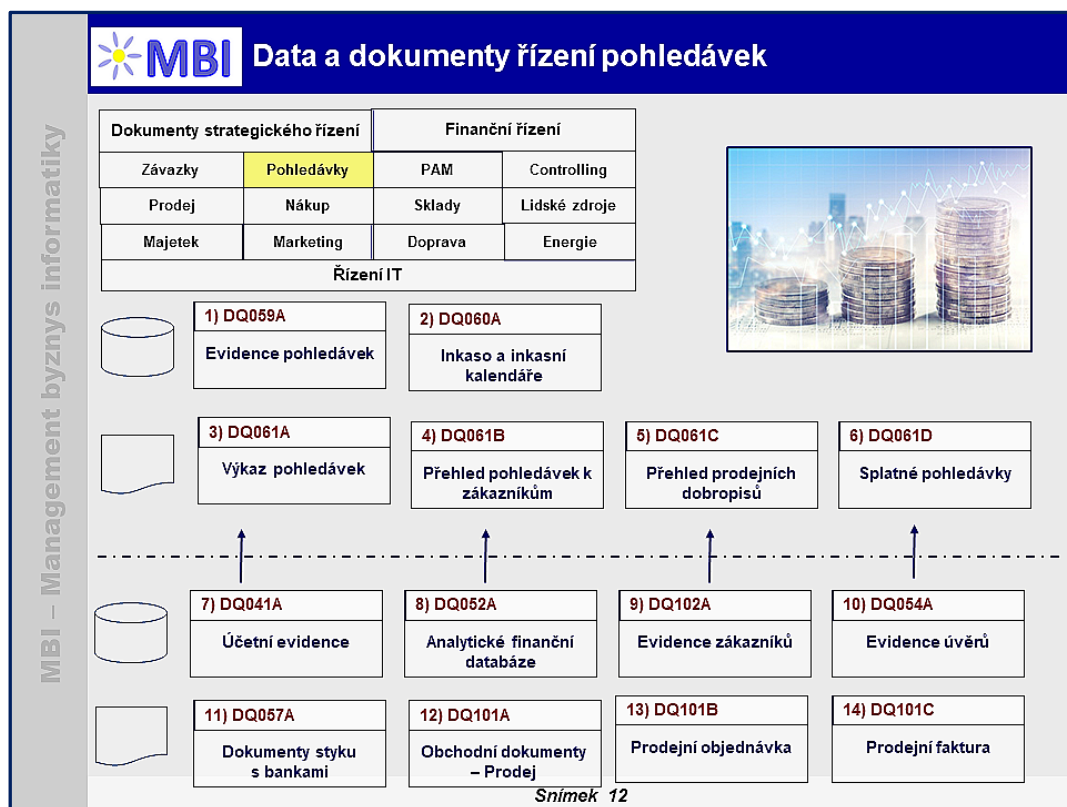 MBI
Data a dokumenty řízení pohledávek
MBI – Management byznys informatiky
Dokumenty strategického řízení
Finanční řízení
Závazky
Pohledávky
PAM
Controlling
Prodej
Nákup
Sklady
Lidské zdroje
Majetek
Marketing
Doprava
Energie
Řízení IT
1) DQ059A
Evidence pohledávek
2) DQ060A
Inkaso a inkasní
kalendáře
3) DQ061A
Výkaz pohledávek
4) DQ061B
Přehled pohledávek k
zákazníkům
5) DQ061C
Přehled prodejních
dobropisů
6) DQ061D
Splatné pohledávky
7) DQ041A
Účetní evidence
8) DQ052A
Analytické finanční
databáze
9) DQ102A
Evidence zákazníků
10) DQ054A
Evidence úvěrů
11) DQ057A
Dokumenty styku
s bankami
12) DQ101A
Obchodní dokumenty
– Prodej
13) DQ101B
Prodejní objednávka
14) DQ101C
Prodejní faktura
Snímek 12